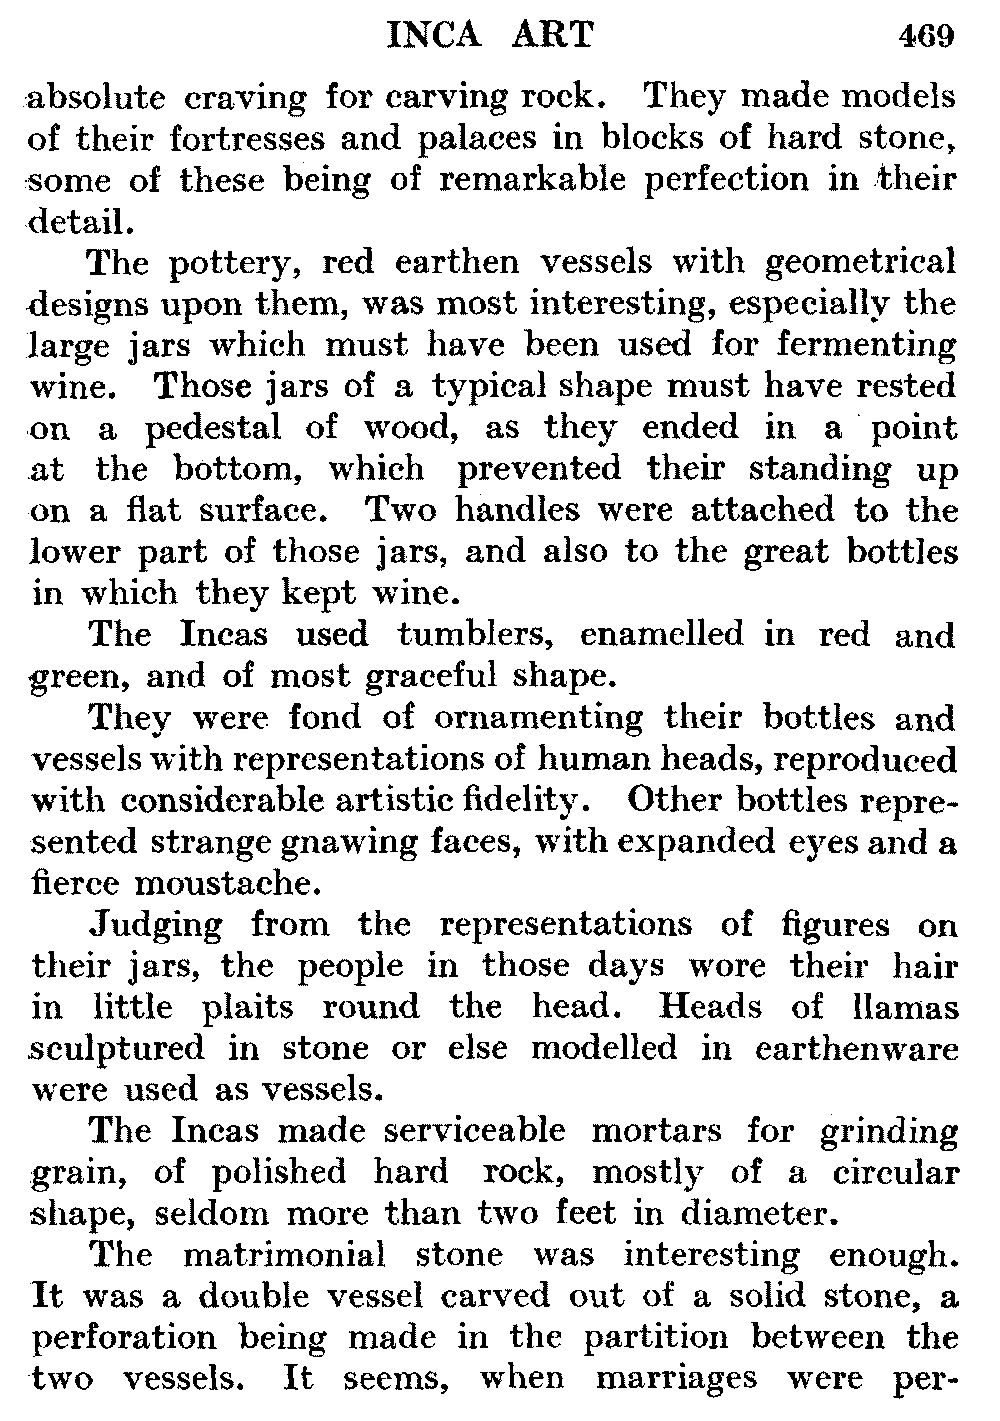 INCA ART 469
absolute craving for carving rock. They made models
of their fortresses and palaces in blocks of hard stone,
some of these being of remarkable perfection in their
detail.
The pottery, red earthen vessels with geometrical
designs upon them, was most interesting, especially the
large jars which must have been used for fermenting
wine. Those jars of a typical shape must have rested
on a pedestal of wood, as they ended in a point
at the bottom, which prevented their standing up
on a flat surface. Two handles were attached to the
lower part of those jars, and also to the great bottles
in which they kept wine.
The Incas used tumblers, enamelled in red and
green, and of most graceful shape.
They were fond of ornamenting their bottles and
vessels with representations of human heads, reproduced
with considerable artistic fidelity. Other bottles repre-
sented strange gnawing faces, with expanded eyes and a
fierce moustache.
Judging from the representations of figures on
their jars, the people in those days wore their hair
in little plaits round the head. Heads of llamas
sculptured in stone or else modelled in earthenware
were used as vessels.
The Incas made serviceable mortars for grinding
grain, of polished hard rock, mostly of a circular
shape, seldom more than two feet in diameter.
The matrimonial stone was interesting enough.
It was a double vessel carved out of a solid stone, a
perforation being made in the partition between the
two vessels. It seems, when marriages were per-